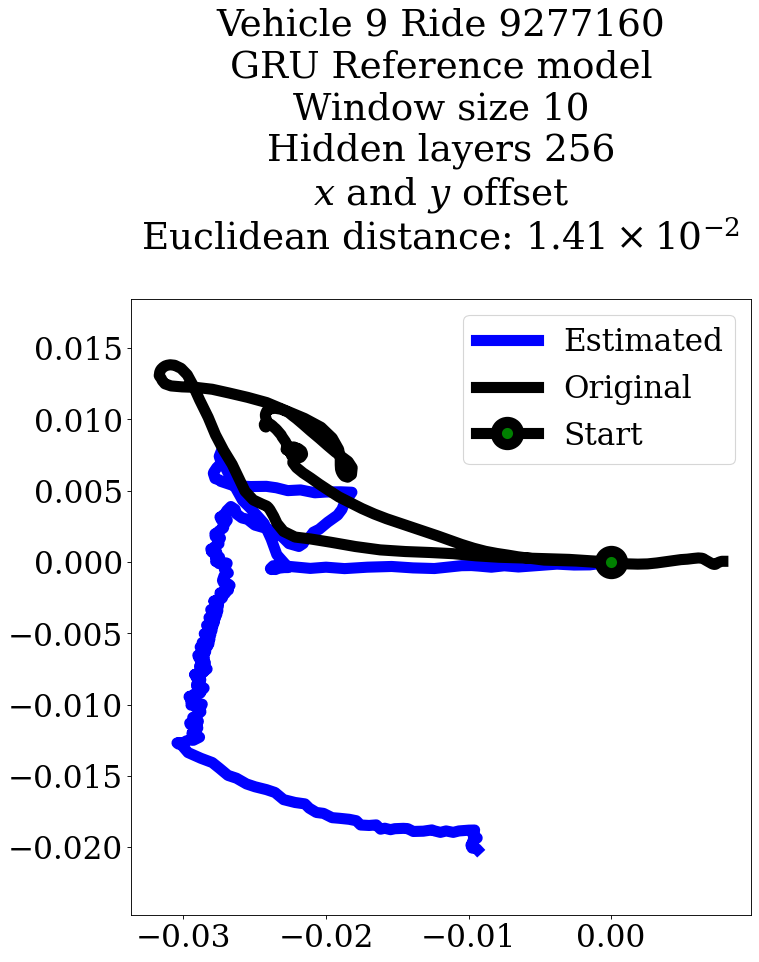 Vehicle 9 Ride 9277160
GRU Reference model
Window size 10
Hidden layers 256
x and y offset
Euclidean distance: 1.41 × 10⁻²
Estimated
Original
Start
0.015
0.010
0.005
0.000
−0.005
−0.010
−0.015
−0.020
−0.03
−0.02
−0.01
0.00